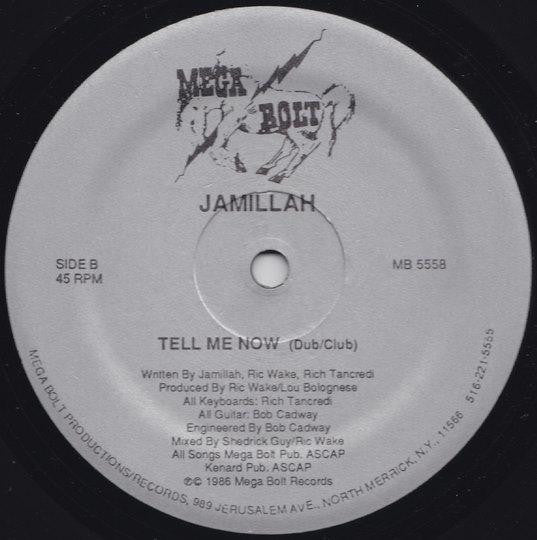 MEGA
BOLT
JAMILLAH
SIDE B
45 RPM
MB 5558
TELL ME NOW (Dub/Club)
Written By Jamillah, Ric Wake, Rich Tancredi
Produced By Ric Wake/Lou Bolognese
All Keyboards: Rich Tancredi
All Guitar: Bob Cadway
Engineered By Bob Cadway
Mixed By Shedrick Guy/Ric Wake
All Songs Mega Bolt Pub. ASCAP
Kenard Pub. ASCAP
℗© 1986 Mega Bolt Records
MEGA BOLT PRODUCTIONS/RECORDS, 989 JERUSALEM AVE., NORTH MERRICK, N.Y., 11566 516-221-5555